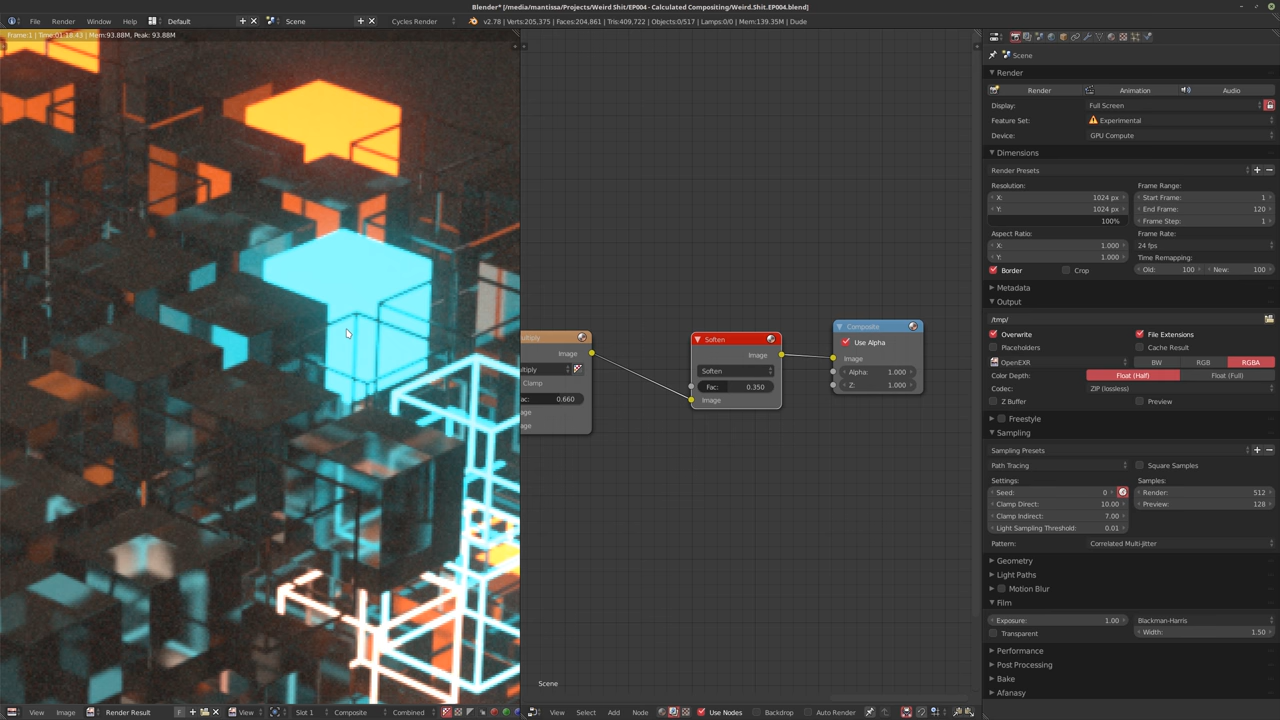 Blender* [/media/mantissa/Projects/Weird Shit/EP004 - Calculated Compositing/Weird.Shit.EP004.blend]
File Render Window Help Default Scene Cycles Render v2.78 | Verts:205,375 | Faces:204,861 | Tris:409,722 | Objects:0/517 | Lamps:0/0 | Mem:139.35M | Dude
Frame:1 | Time:01:18.43 | Mem:93.88M, Peak: 93.88M
Scene
Render
Render Animation Audio
Display: Full Screen
Feature Set: Experimental
Device: GPU Compute
Dimensions
Render Presets
Resolution: Frame Range:
X: 1024 px Start Frame: 1
Y: 1024 px End Frame: 120
100% Frame Step: 1
Aspect Ratio: Frame Rate:
X: 1.000 24 fps
Y: 1.000 Time Remapping:
Border Crop Old: 100 New: 100
Metadata
Output
/tmp/
Overwrite File Extensions
Placeholders Cache Result
OpenEXR BW RGB RGBA
Color Depth: Float (Half) Float (Full)
Codec: ZIP (lossless)
Z Buffer Preview
Freestyle
Sampling
Sampling Presets
Path Tracing Square Samples
Settings: Samples:
Seed: 0 Render: 512
Clamp Direct: 10.00 Preview: 128
Clamp Indirect: 7.00
Light Sampling Threshold: 0.01
Pattern: Correlated Multi-Jitter
Geometry
Light Paths
Motion Blur
Film
Exposure: 1.00 Blackman-Harris
Transparent Width: 1.50
Performance
Post Processing
Bake
Afanasy
ultiply
Image
ultiply
Clamp
ac: 0.660
age
age
Soften
Image
Soften
Fac: 0.350
Image
Composite
Use Alpha
Image
Alpha: 1.000
Z: 1.000
Scene
View Image Render Result F View Slot 1 Composite Combined
View Select Add Node Use Nodes Backdrop Auto Render